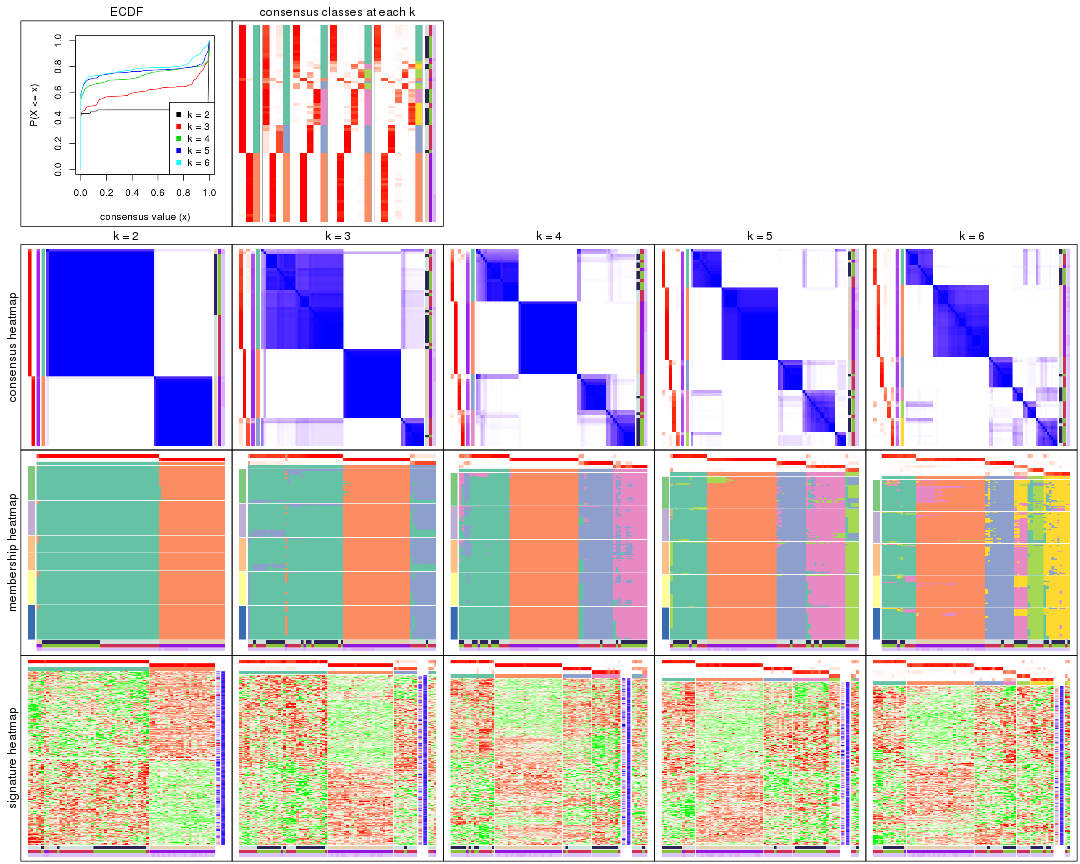 ECDF
consensus classes at each k
P(X <= x)
0.0 0.2 0.4 0.6 0.8 1.0
k = 2
k = 3
k = 4
k = 5
k = 6
0.0 0.2 0.4 0.6 0.8 1.0
consensus value (x)
k = 2 k = 3 k = 4 k = 5 k = 6
consensus heatmap
membership heatmap
signature heatmap